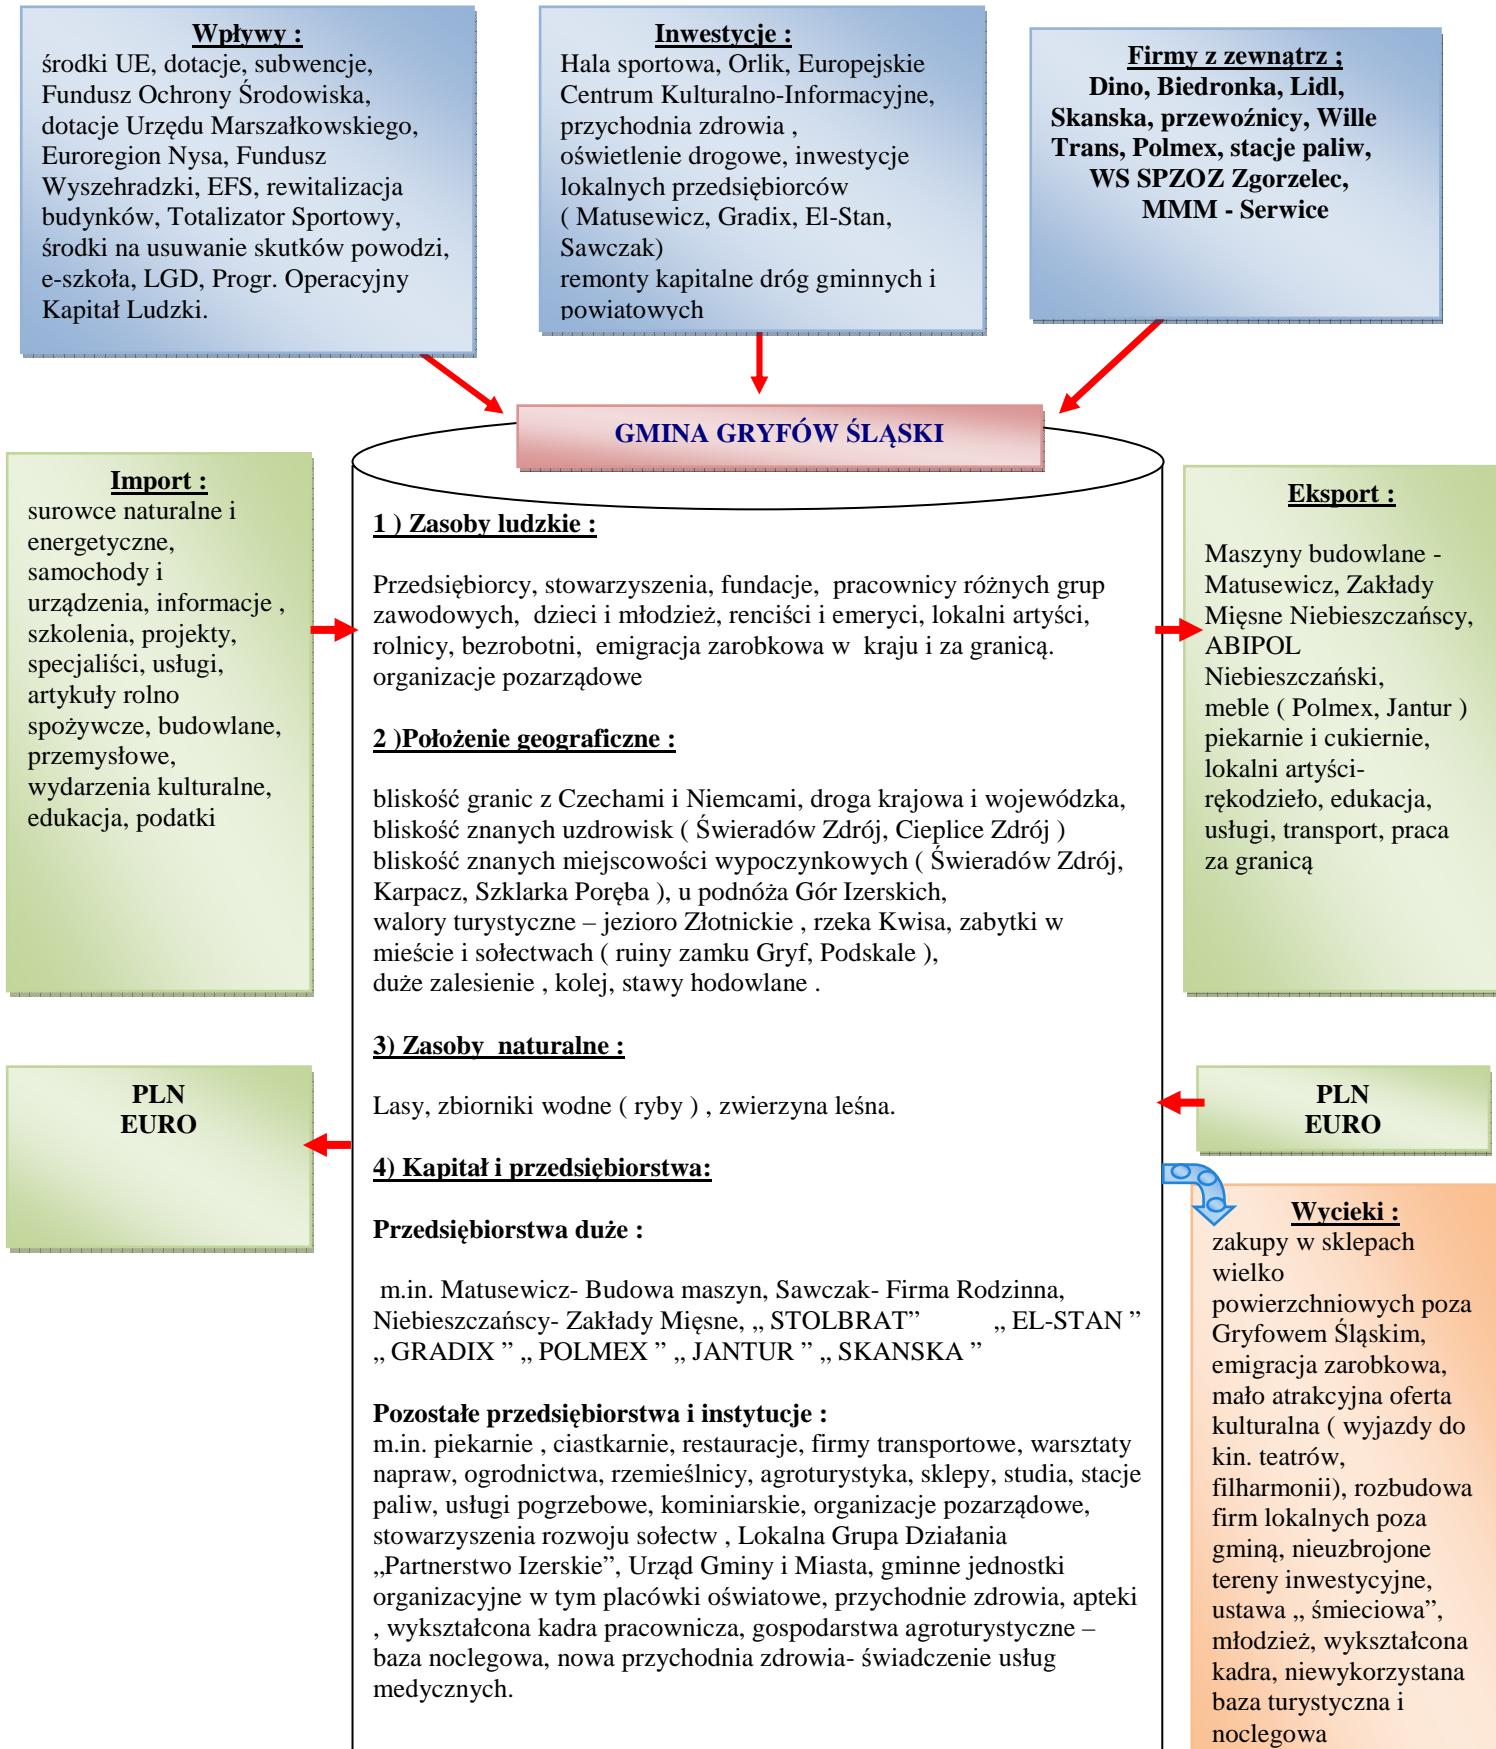 Wpływy :
środki UE, dotacje, subwencje,
Fundusz Ochrony Środowiska,
dotacje Urzędu Marszałkowskiego,
Euroregion Nysa, Fundusz
Wyszehradzki, EFS, rewitalizacja
budynków, Totalizator Sportowy,
środki na usuwanie skutków powodzi,
e-szkoła, LGD, Progr. Operacyjny
Kapitał Ludzki.
Inwestycje :
Hala sportowa, Orlik, Europejskie
Centrum Kulturalno-Informacyjne,
przychodnia zdrowia ,
oświetlenie drogowe, inwestycje
lokalnych przedsiębiorców
( Matusewicz, Gradix, El-Stan,
Sawczak)
remonty kapitalne dróg gminnych i
powiatowych
Firmy z zewnątrz ;
Dino, Biedronka, Lidl,
Skanska, przewoźnicy, Wille
Trans, Polmex, stacje paliw,
WS SPZOZ Zgorzelec,
MMM - Serwice
GMINA GRYFÓW ŚLĄSKI
Import :
surowce naturalne i
energetyczne,
samochody i
urządzenia, informacje ,
szkolenia, projekty,
specjaliści, usługi,
artykuły rolno
spożywcze, budowlane,
przemysłowe,
wydarzenia kulturalne,
edukacja, podatki
1 ) Zasoby ludzkie :
Przedsiębiorcy, stowarzyszenia, fundacje, pracownicy różnych grup
zawodowych, dzieci i młodzież, renciści i emeryci, lokalni artyści,
rolnicy, bezrobotni, emigracja zarobkowa w kraju i za granicą.
organizacje pozarządowe
2 )Położenie geograficzne :
bliskość granic z Czechami i Niemcami, droga krajowa i wojewódzka,
bliskość znanych uzdrowisk ( Świeradów Zdrój, Cieplice Zdrój )
bliskość znanych miejscowości wypoczynkowych ( Świeradów Zdrój,
Karpacz, Szklarka Poręba ), u podnóża Gór Izerskich,
walory turystyczne – jezioro Złotnickie , rzeka Kwisa, zabytki w
mieście i sołectwach ( ruiny zamku Gryf, Podskale ),
duże zalesienie , kolej, stawy hodowlane .
3) Zasoby naturalne :
Lasy, zbiorniki wodne ( ryby ) , zwierzyna leśna.
4) Kapitał i przedsiębiorstwa:
Przedsiębiorstwa duże :
m.in. Matusewicz- Budowa maszyn, Sawczak- Firma Rodzinna,
Niebieszczańscy- Zakłady Mięsne, „ STOLBRAT” „ EL-STAN ”
„ GRADIX ” „ POLMEX ” „ JANTUR ” „ SKANSKA ”
Pozostałe przedsiębiorstwa i instytucje :
m.in. piekarnie , ciastkarnie, restauracje, firmy transportowe, warsztaty
napraw, ogrodnictwa, rzemieślnicy, agroturystyka, sklepy, studia, stacje
paliw, usługi pogrzebowe, kominiarskie, organizacje pozarządowe,
stowarzyszenia rozwoju sołectw , Lokalna Grupa Działania
„Partnerstwo Izerskie”, Urząd Gminy i Miasta, gminne jednostki
organizacyjne w tym placówki oświatowe, przychodnie zdrowia, apteki
, wykształcona kadra pracownicza, gospodarstwa agroturystyczne –
baza noclegowa, nowa przychodnia zdrowia- świadczenie usług
medycznych.
Eksport :
Maszyny budowlane -
Matusewicz, Zakłady
Mięsne Niebieszczańscy,
ABIPOL
Niebieszczański,
meble ( Polmex, Jantur )
piekarnie i cukiernie,
lokalni artyści-
rękodzieło, edukacja,
usługi, transport, praca
za granicą
PLN
EURO
PLN
EURO
Wycieki :
zakupy w sklepach
wielko
powierzchniowych poza
Gryfowem Śląskim,
emigracja zarobkowa,
mało atrakcyjna oferta
kulturalna ( wyjazdy do
kin. teatrów,
filharmonii), rozbudowa
firm lokalnych poza
gminą, nieuzbrojone
tereny inwestycyjne,
ustawa „ śmieciowa”,
młodzież, wykształcona
kadra, niewykorzystana
baza turystyczna i
noclegowa